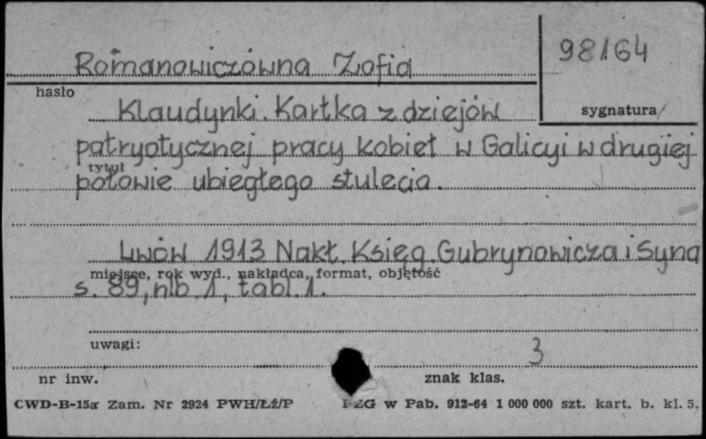 Romanowiczówna Zofia
98164
hasło
sygnatura
Klaudynki. Kartka z dziejów
patryotycznej pracy kobiet w Galicyi w drugiej
tytuł
połowie ubiegłego stulecia.
Lwów 1913 Nakł. Księg. Gubrynowicza i Syna
miejsce, rok wyd., nakładca, format, objętość
s. 89, nlb 1, tabl. 1.
uwagi:
3
nr inw.
znak klas.
CWD-B-15a Zam. Nr 2924 PWH/ŁŻ/P
PZG w Pab. 912-64 1 000 000 szt. kart. b. kl. 5.